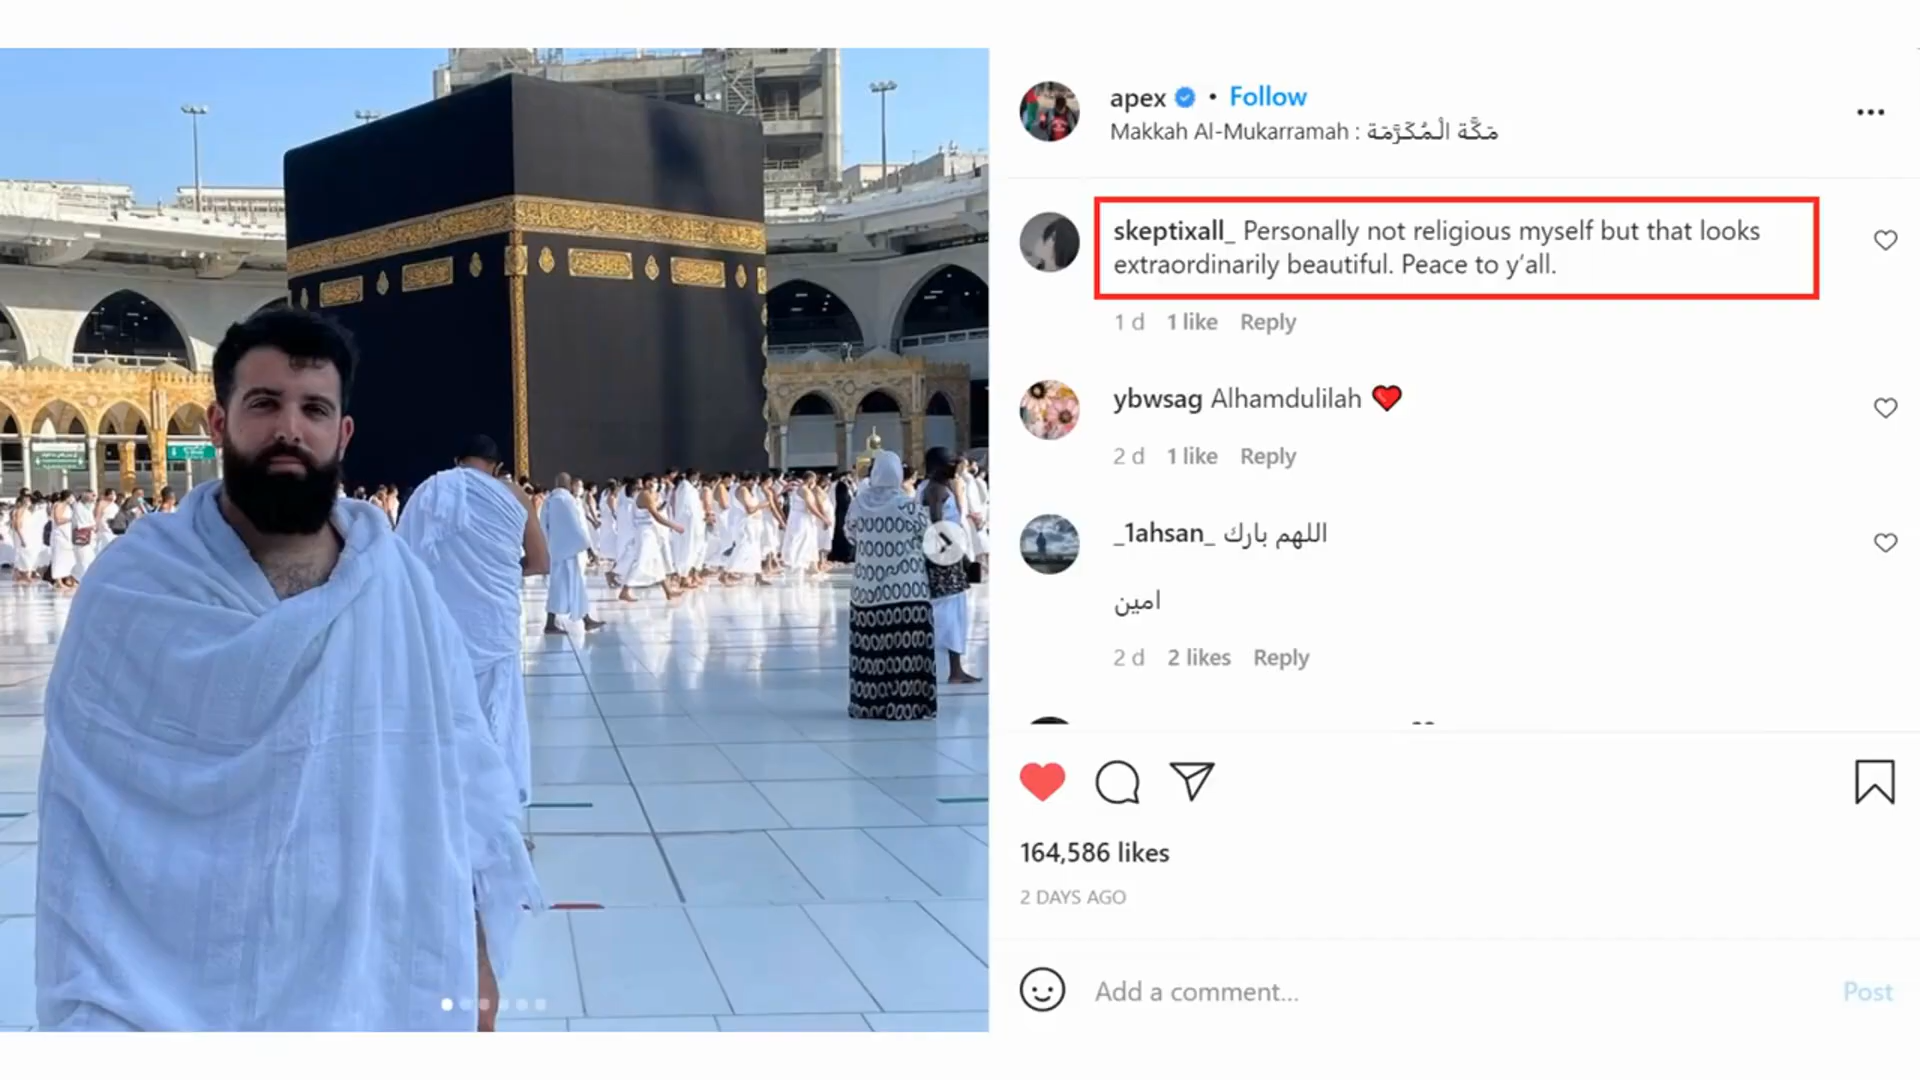 apex • Follow
Makkah Al-Mukarramah : مَكَّة الْمُكَرَّمَة
skeptixall_ Personally not religious myself but that looks
extraordinarily beautiful. Peace to y'all.
1 d 1 like Reply
ybwsag Alhamdulilah ❤️
2 d 1 like Reply
_1ahsan_ اللهم بارك
امين
2 d 2 likes Reply
164,586 likes
2 DAYS AGO
Add a comment... Post